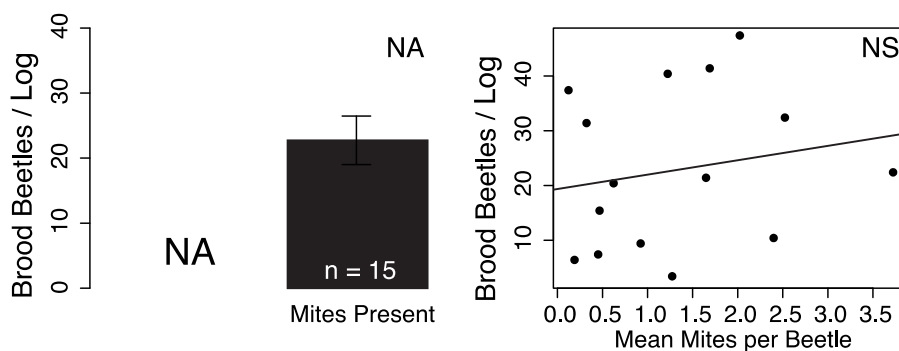 Brood Beetles / Log
40
30
20
10
0
NA
NA
n = 15
Mites Present
Brood Beetles / Log
40
30
20
10
NS
0.0 0.5 1.0 1.5 2.0 2.5 3.0 3.5
Mean Mites per Beetle